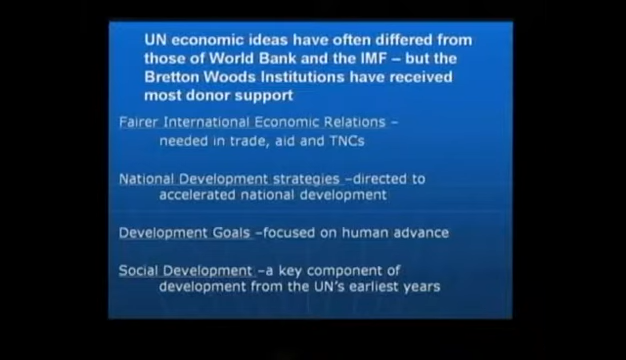 UN economic ideas have often differed from
those of World Bank and the IMF – but the
Bretton Woods Institutions have received
most donor support
Fairer International Economic Relations –
needed in trade, aid and TNCs
National Development strategies –directed to
accelerated national development
Development Goals –focused on human advance
Social Development –a key component of
development from the UN's earliest years